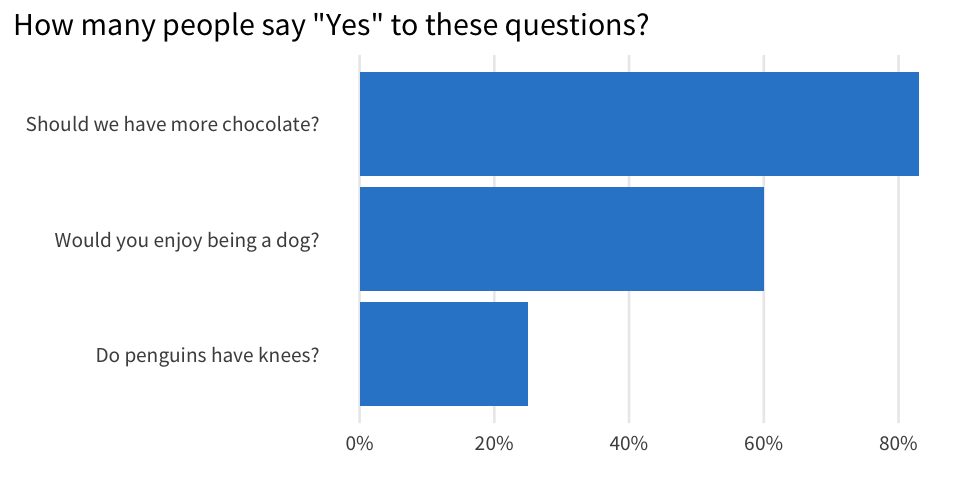 How many people say "Yes" to these questions?
Should we have more chocolate?
Would you enjoy being a dog?
Do penguins have knees?
0% 20% 40% 60% 80%